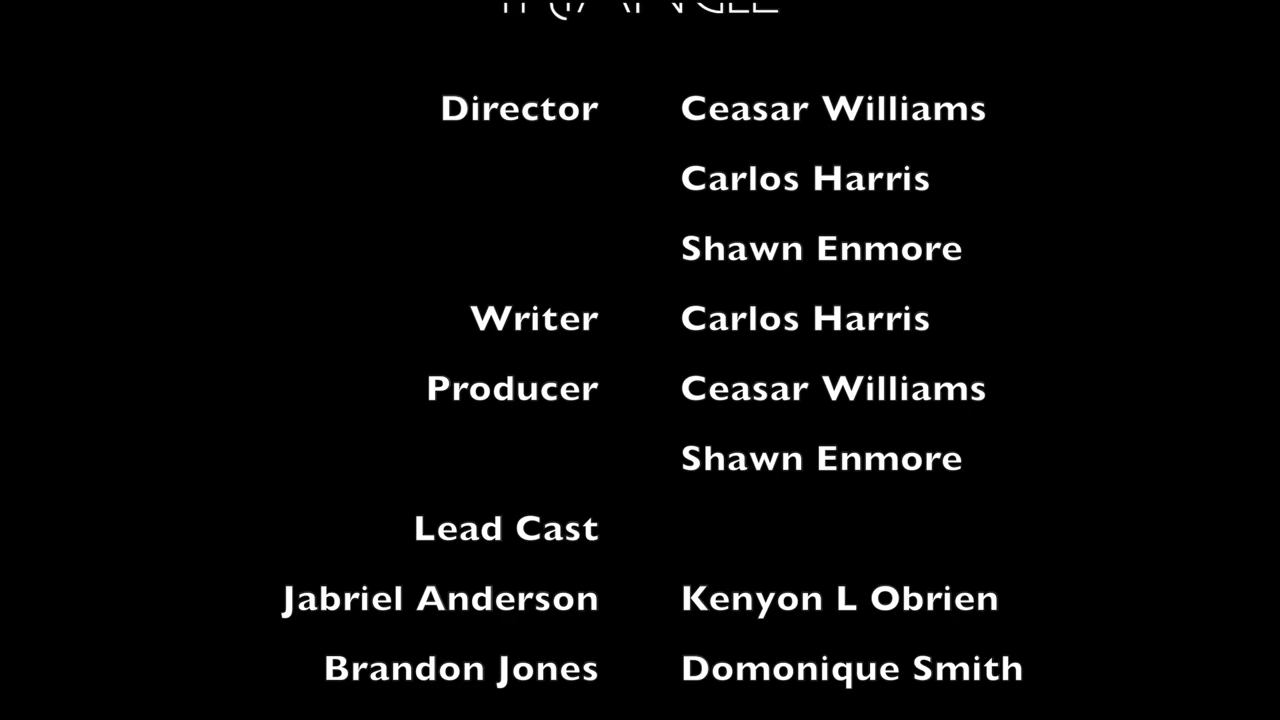 Director Ceasar Williams
Carlos Harris
Shawn Enmore
Writer Carlos Harris
Producer Ceasar Williams
Shawn Enmore
Lead Cast
Jabriel Anderson Kenyon L Obrien
Brandon Jones Domonique Smith